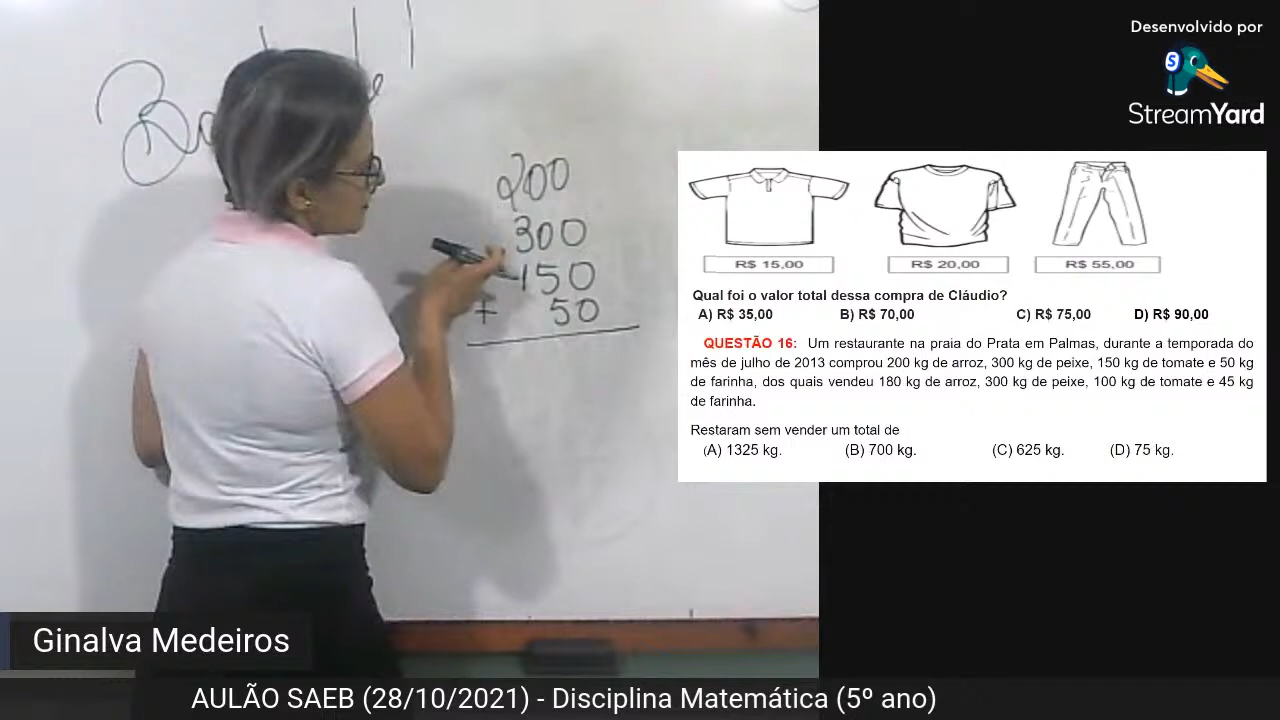 Desenvolvido por
StreamYard
200
300
150
+ 50
R$ 15,00
R$ 20,00
R$ 55,00
Qual foi o valor total dessa compra de Cláudio?
A) R$ 35,00 B) R$ 70,00 C) R$ 75,00 D) R$ 90,00
QUESTÃO 16: Um restaurante na praia do Prata em Palmas, durante a temporada do
mês de julho de 2013 comprou 200 kg de arroz, 300 kg de peixe, 150 kg de tomate e 50 kg
de farinha, dos quais vendeu 180 kg de arroz, 300 kg de peixe, 100 kg de tomate e 45 kg
de farinha.
Restaram sem vender um total de
(A) 1325 kg. (B) 700 kg. (C) 625 kg. (D) 75 kg.
Ginalva Medeiros
AULÃO SAEB (28/10/2021) - Disciplina Matemática (5º ano)